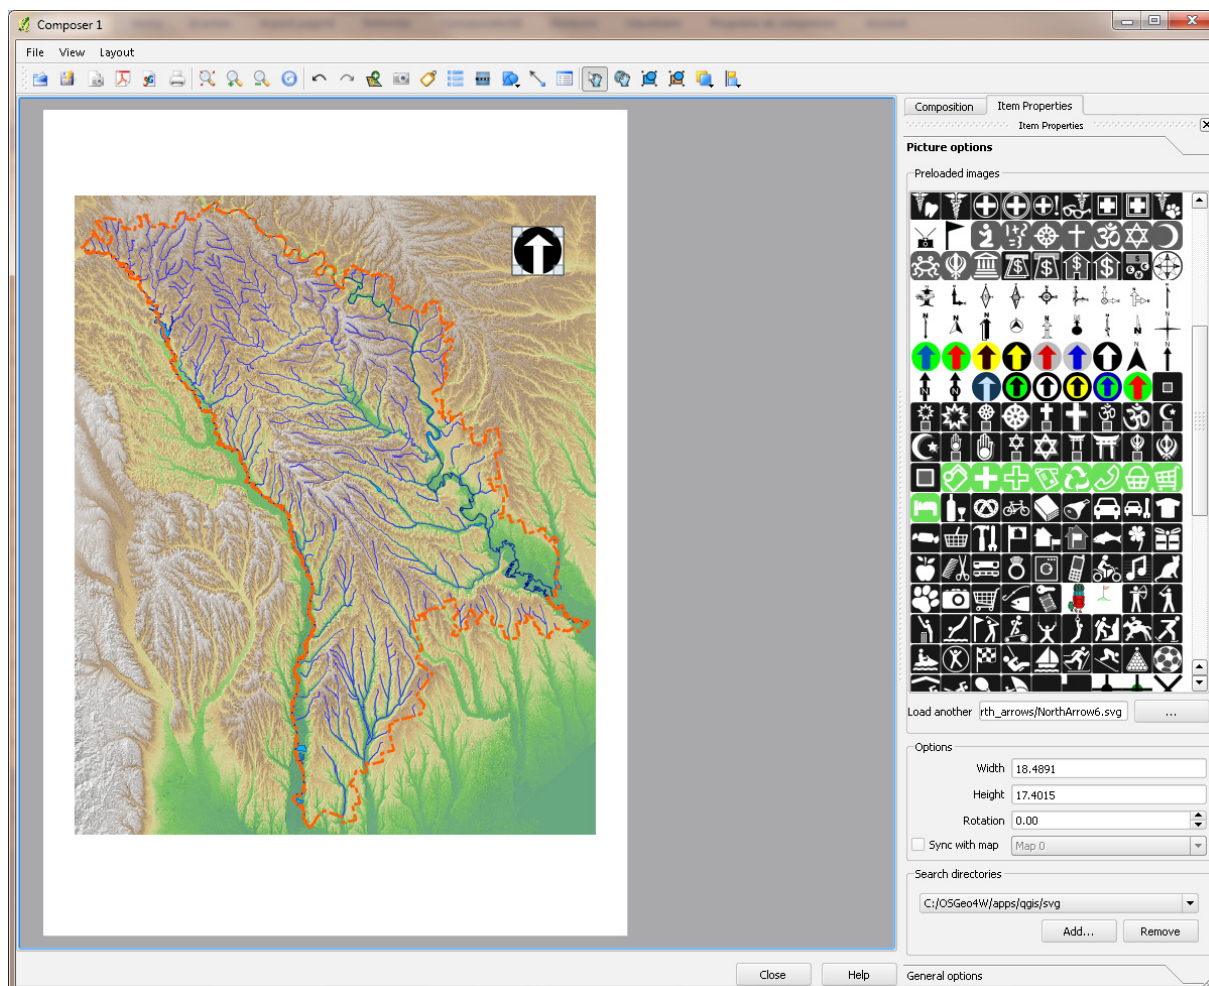 Composer 1
File View Layout
Composition Item Properties
Item Properties
Picture options
Preloaded images
Load another rth_arrows/NorthArrow6.svg ...
Options
Width 18.4891
Height 17.4015
Rotation 0.00
Sync with map Map 0
Search directories
C:/OSGeo4W/apps/qgis/svg
Add... Remove
Close Help General options